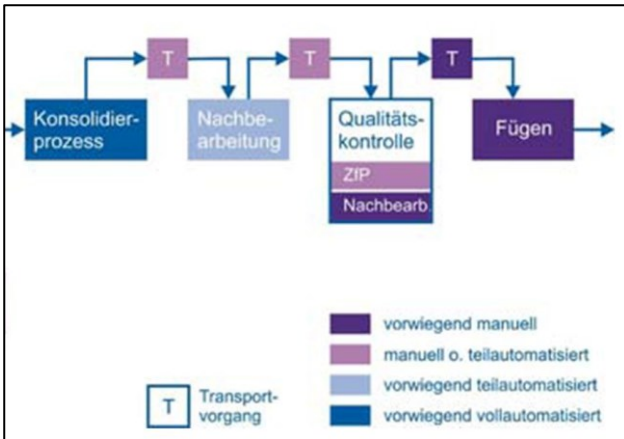 T
T
T
Konsolidier-
prozess
Nachbe-
arbeitung
Qualitäts-
kontrolle
ZfP
Nachbearb.
Fügen
vorwiegend manuell
manuell o. teilautomatisiert
vorwiegend teilautomatisiert
vorwiegend vollautomatisiert
T
Transport-
vorgang